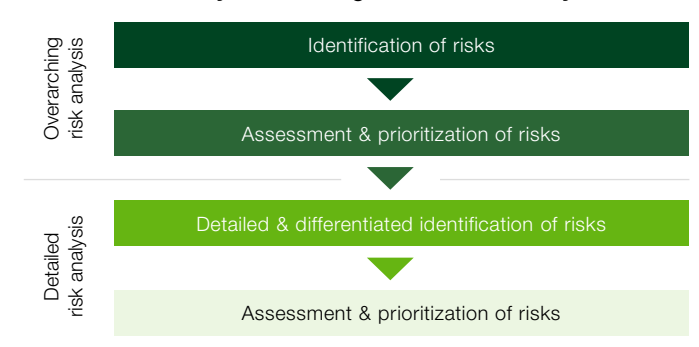 Overarching
risk analysis
Identification of risks
Assessment & prioritization of risks
Detailed
risk analysis
Detailed & differentiated identification of risks
Assessment & prioritization of risks